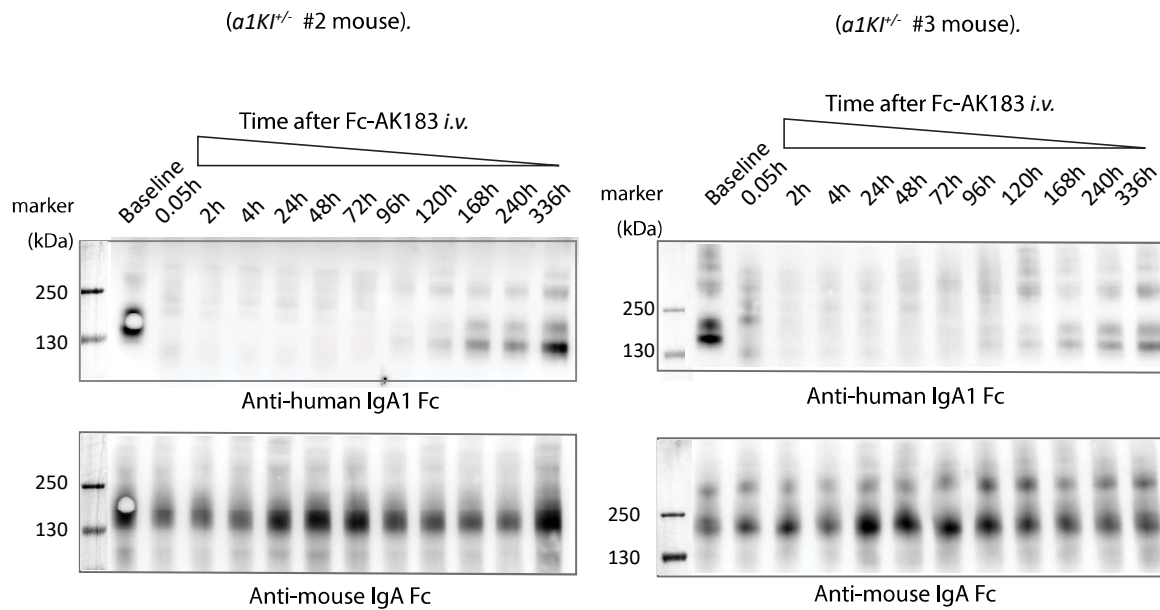 (a1KI+/- #2 mouse).
Time after Fc-AK183 i.v.
marker
(kDa)
Baseline
0.05h
2h
4h
24h
48h
72h
96h
120h
168h
240h
336h
250
130
Anti-human IgA1 Fc
250
130
Anti-mouse IgA Fc
(a1KI+/- #3 mouse).
Time after Fc-AK183 i.v.
marker
(kDa)
Baseline
0.05h
2h
4h
24h
48h
72h
96h
120h
168h
240h
336h
250
130
Anti-human IgA1 Fc
250
130
Anti-mouse IgA Fc